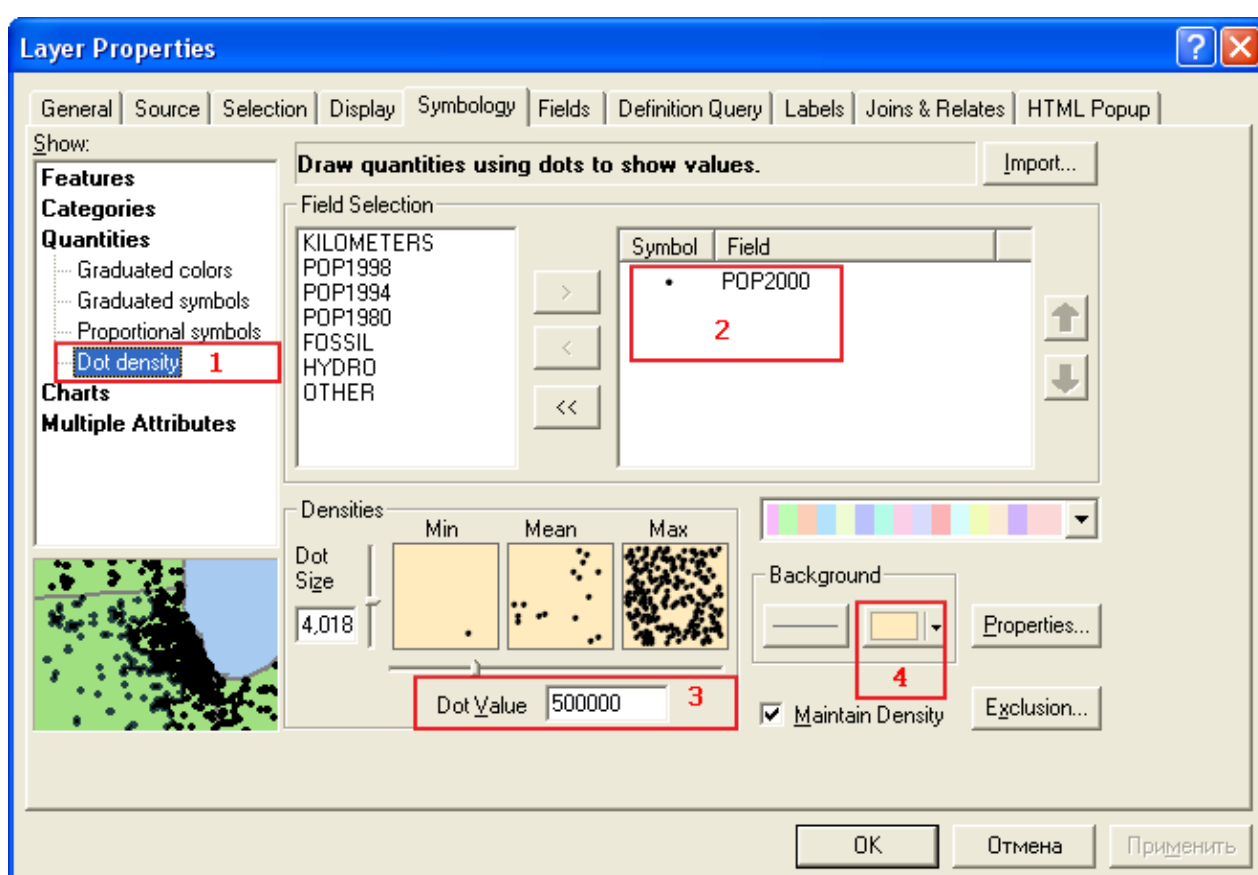 Layer Properties
General Source Selection Display Symbology Fields Definition Query Labels Joins & Relates HTML Popup
Show:
Features
Categories
Quantities
Graduated colors
Graduated symbols
Proportional symbols
Dot density 1
Charts
Multiple Attributes
Draw quantities using dots to show values.
Import...
Field Selection
KILOMETERS
POP1998
POP1994
POP1980
FOSSIL
HYDRO
OTHER
>
<
<<
Symbol Field
POP2000
2
Densities
Min Mean Max
Dot
Size
4,018
Dot Value 500000 3
Background
4
Properties...
Maintain Density
Exclusion...
OK Отмена Применить